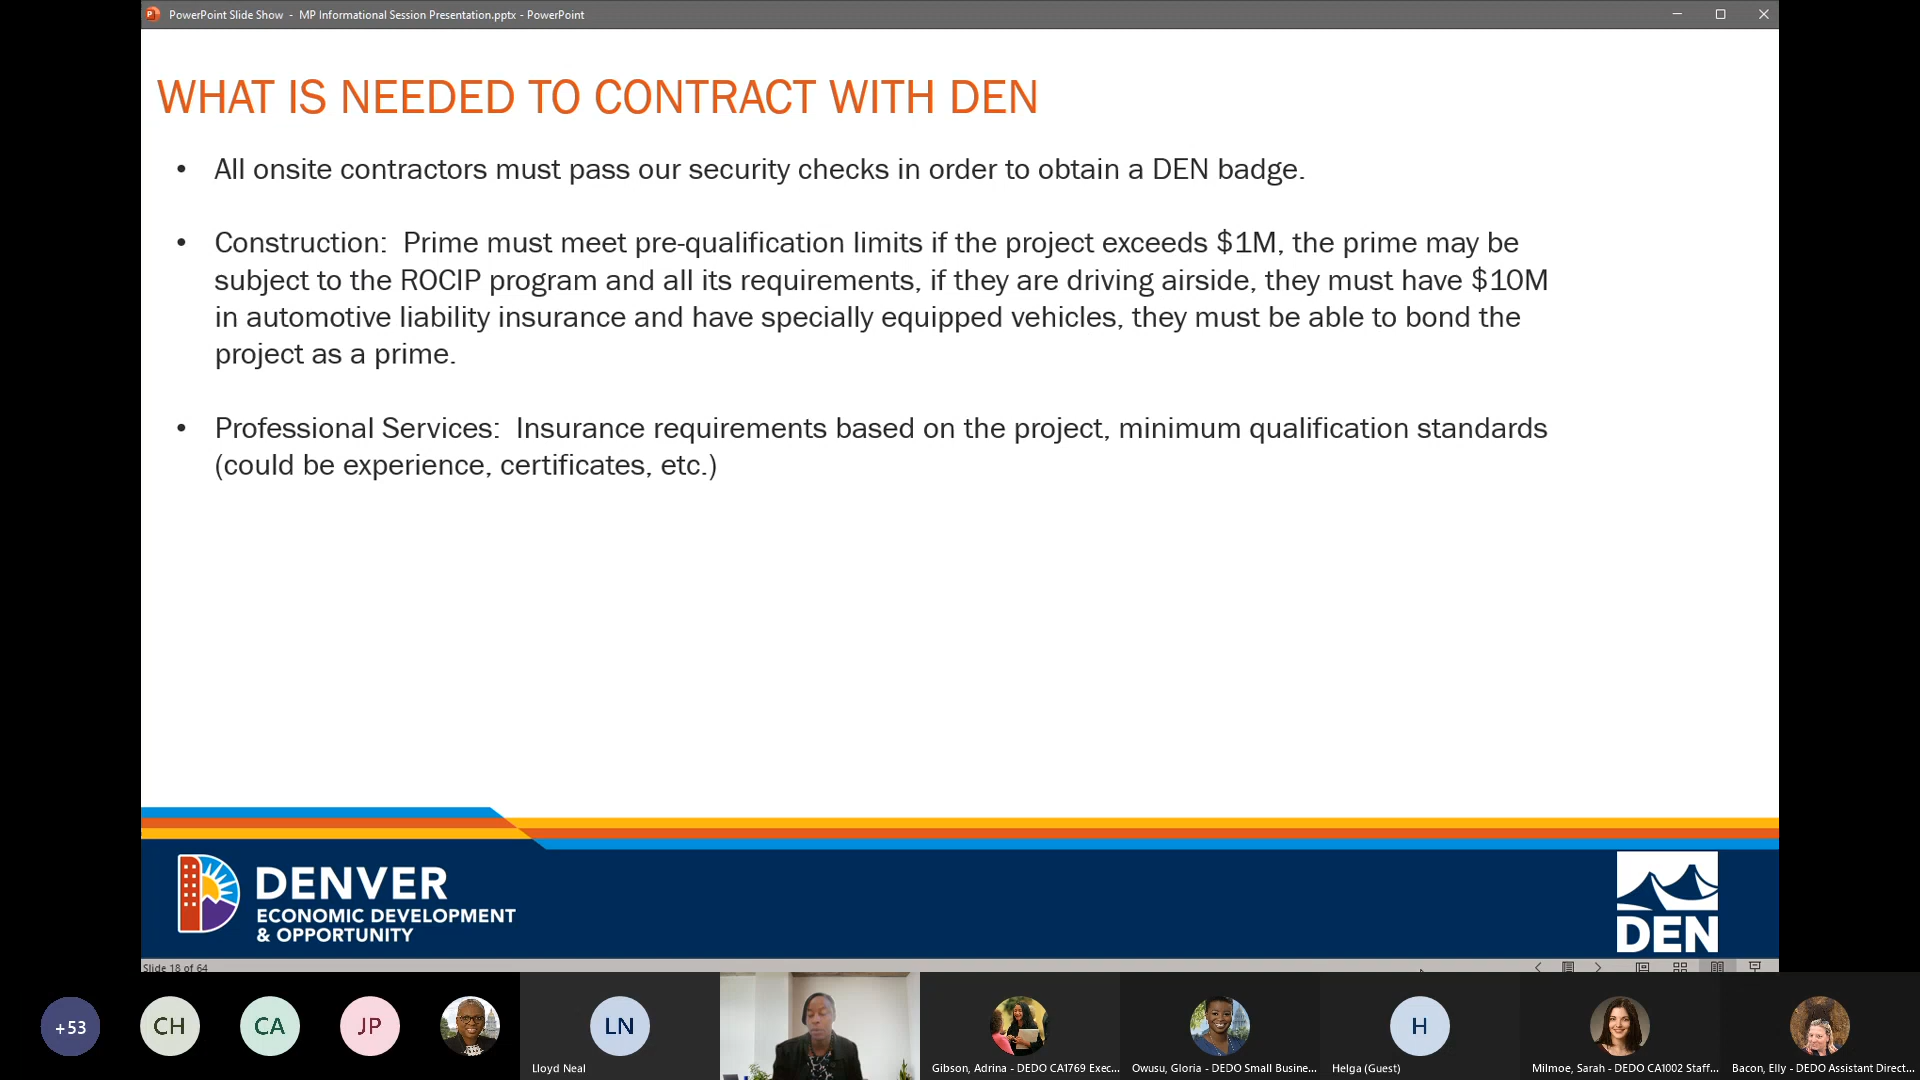 PowerPoint Slide Show - MP Informational Session Presentation.pptx - PowerPoint
WHAT IS NEEDED TO CONTRACT WITH DEN
• All onsite contractors must pass our security checks in order to obtain a DEN badge.
• Construction: Prime must meet pre-qualification limits if the project exceeds $1M, the prime may be
subject to the ROCIP program and all its requirements, if they are driving airside, they must have $10M
in automotive liability insurance and have specially equipped vehicles, they must be able to bond the
project as a prime.
• Professional Services: Insurance requirements based on the project, minimum qualification standards
(could be experience, certificates, etc.)
DENVER
ECONOMIC DEVELOPMENT
& OPPORTUNITY
DEN
Slide 18 of 64
+53
CH
CA
JP
LN
H
Lloyd Neal
Gibson, Adrina - DEDO CA1769 Exec...
Owusu, Gloria - DEDO Small Busine...
Helga (Guest)
Milmoe, Sarah - DEDO CA1002 Staff...
Bacon, Elly - DEDO Assistant Direct...